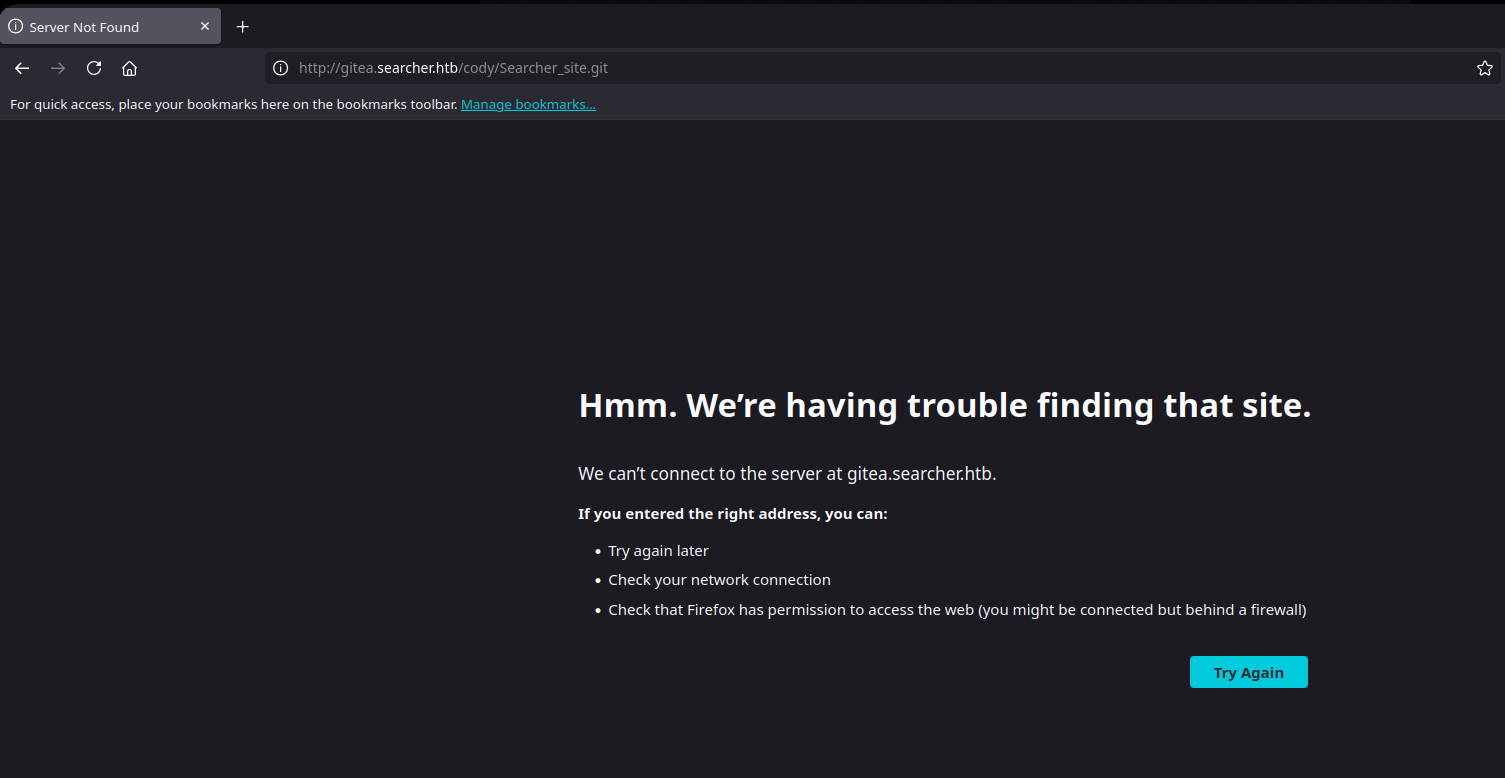 Server Not Found
http://gitea.searcher.htb/cody/Searcher_site.git
For quick access, place your bookmarks here on the bookmarks toolbar. Manage bookmarks...
Hmm. We’re having trouble finding that site.
We can’t connect to the server at gitea.searcher.htb.
If you entered the right address, you can:
• Try again later
• Check your network connection
• Check that Firefox has permission to access the web (you might be connected but behind a firewall)
Try Again